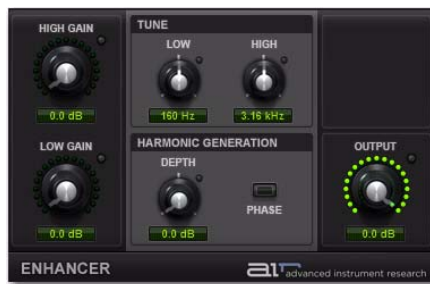 HIGH GAIN
0.0 dB
LOW GAIN
0.0 dB
TUNE
LOW
HIGH
160 Hz
3.16 kHz
HARMONIC GENERATION
DEPTH
0.0 dB
PHASE
OUTPUT
0.0 dB
ENHANCER
air advanced instrument research